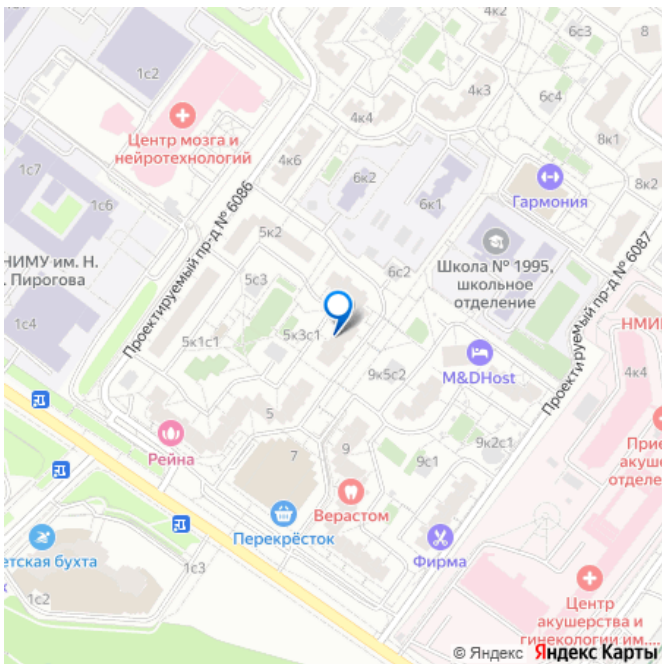 4к2
6с3
8
1с2
4к3
6с4
4к4
8к1
Центр мозга и
нейротехнологий
4к6
1с7
6к2
Гармония
8к2
1с6
6к1
5к2
Проектируемый пр-д № 6086
Школа № 1995,
школьное
отделение
Проектируемый пр-д № 6087
НИМУ им. Н.
. Пирогова
5с3
6с2
1с4
5к3с1
5к1с1
M&DHost
9к5с2
4к4
5
Рейна
9
7
9к2с1
9с1
Верастом
Перекрёсток
Фирма
етская бухта
1с3
1с2
Центр
акушерства и
гинекологии им....
© Яндекс Яндекс Карты